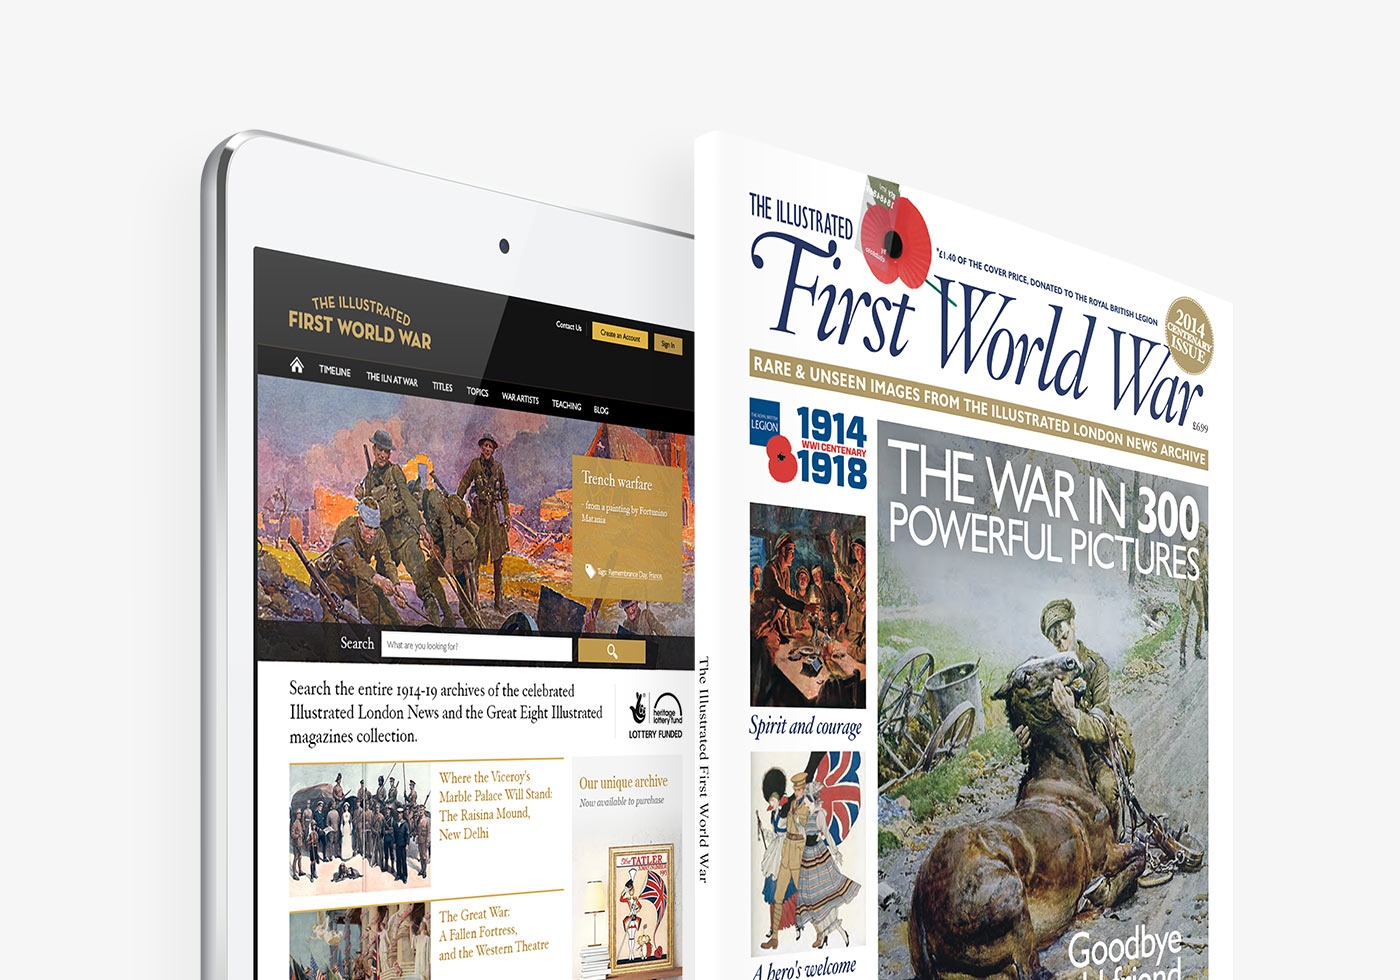 THE ILLUSTRATED
FIRST WORLD WAR
Contact Us
Create an Account
Sign In
TIMELINE
THE ILN AT WAR
TITLES
TOPICS
WAR ARTISTS
TEACHING
BLOG
Trench warfare
- from a painting by Fortunino
Matania
Tags: Remembrance Day, France,
Search
What are you looking for?
Search the entire 1914-19 archives of the celebrated
Illustrated London News and the Great Eight Illustrated
magazines collection.
heritage
lottery fund
LOTTERY FUNDED
Where the Viceroy's
Marble Palace Will Stand:
The Raisina Mound,
New Delhi
Our unique archive
Now available to purchase
The TATLER
The Great War:
A Fallen Fortress,
and the Western Theatre
The Illustrated First World War
THE ILLUSTRATED
First World War
*£1.40 OF THE COVER PRICE, DONATED TO THE ROYAL BRITISH LEGION
2014
CENTENARY
ISSUE
£6.99
RARE & UNSEEN IMAGES FROM THE ILLUSTRATED LONDON NEWS ARCHIVE
THE ROYAL BRITISH
LEGION
1914
WWI CENTENARY
1918
THE WAR IN 300
POWERFUL PICTURES
Spirit and courage
A hero's welcome
Goodbye
old friend